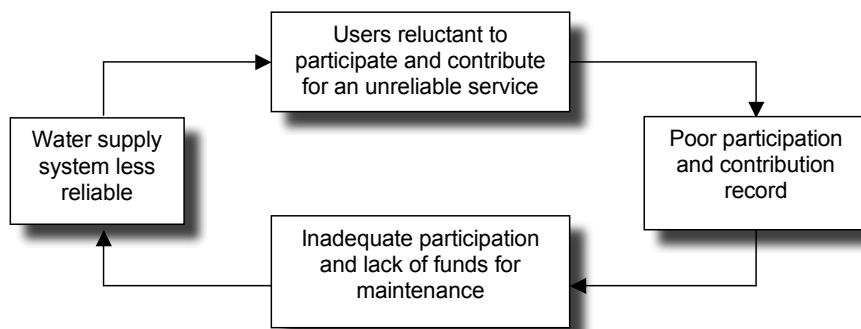 Users reluctant to
participate and contribute
for an unreliable service
Water supply
system less
reliable
Poor participation
and contribution
record
Inadequate participation
and lack of funds for
maintenance